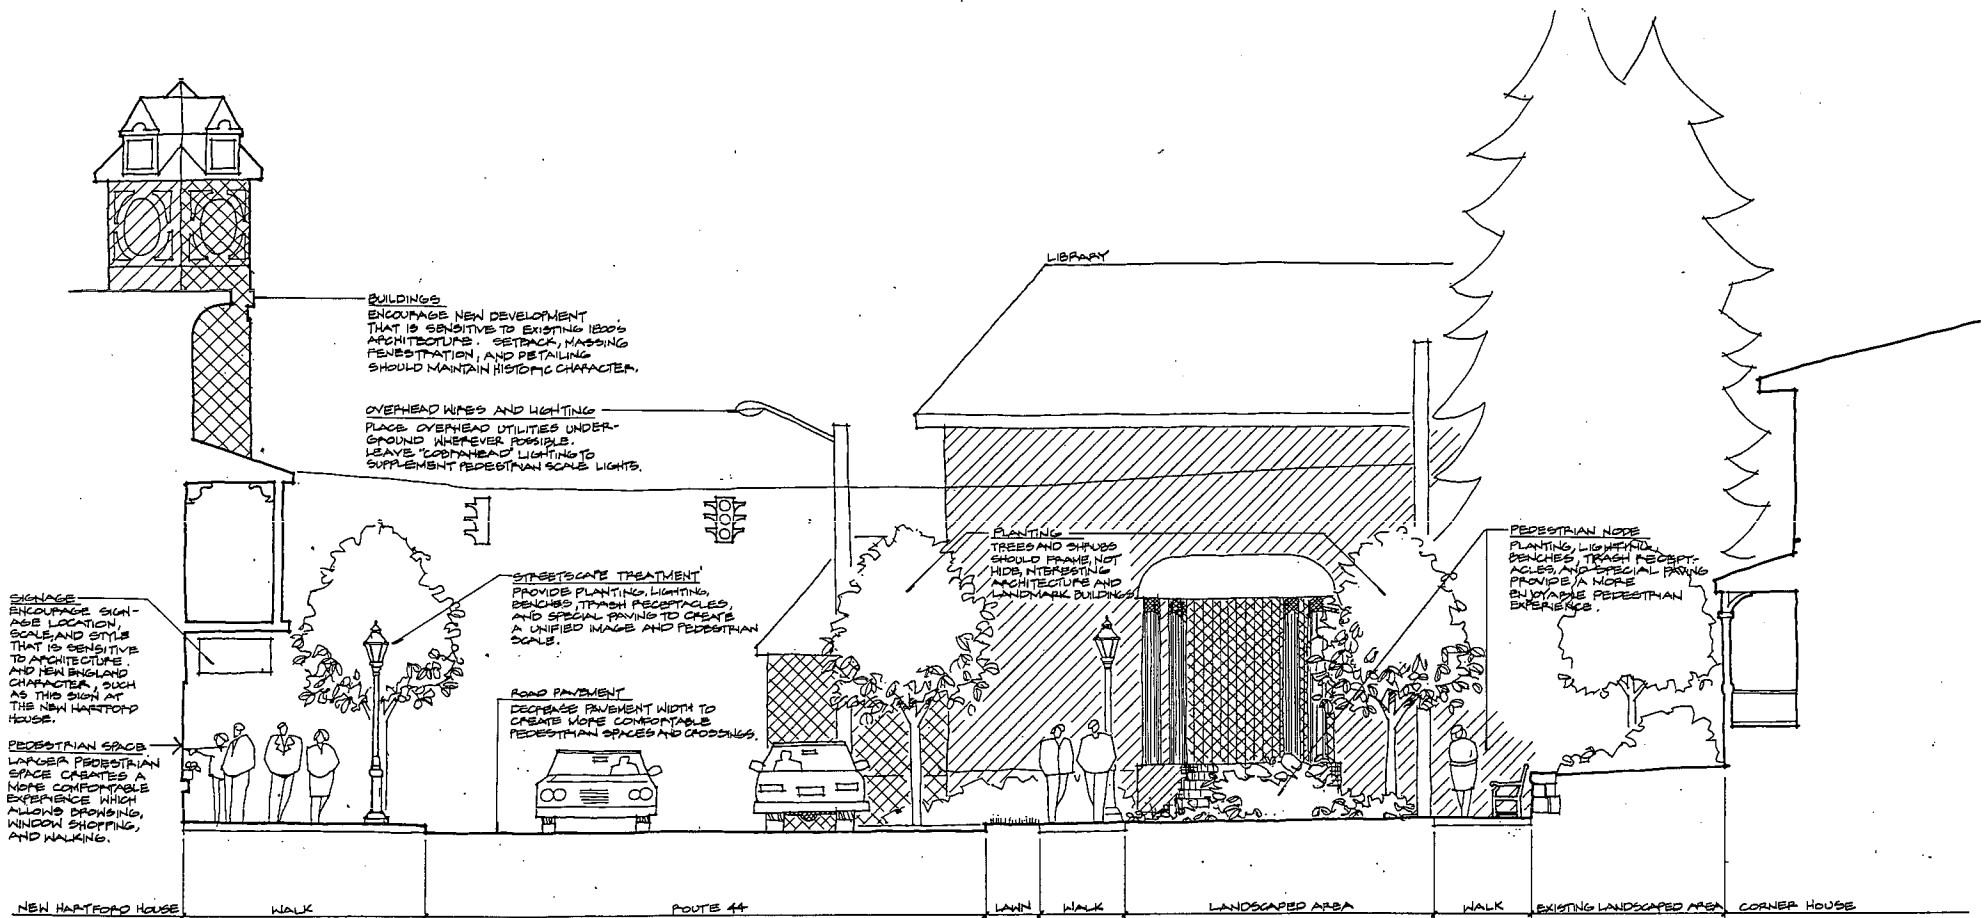 LIBRARY
BUILDINGS
ENCOURAGE NEW DEVELOPMENT
THAT IS SENSITIVE TO EXISTING 1800'S
ARCHITECTURE. SETBACK, MASSING
FENESTRATION, AND DETAILING
SHOULD MAINTAIN HISTORIC CHARACTER.
OVERHEAD WIRES AND LIGHTING
PLACE OVERHEAD UTILITIES UNDER-
GROUND WHEREVER POSSIBLE.
LEAVE "COBRAHEAD" LIGHTING TO
SUPPLEMENT PEDESTRIAN SCALE LIGHTS.
PLANTING
TREES AND SHRUBS
SHOULD FRAME, NOT
HIDE, INTERESTING
ARCHITECTURE AND
LANDMARK BUILDINGS
PEDESTRIAN NODE
PLANTING, LIGHTING,
BENCHES, TRASH RECEPT-
ACLES, AND SPECIAL PAVING
PROVIDE A MORE
ENJOYABLE PEDESTRIAN
EXPERIENCE.
STREETSCAPE TREATMENT
PROVIDE PLANTING, LIGHTING,
BENCHES, TRASH RECEPTACLES,
AND SPECIAL PAVING TO CREATE
A UNIFIED IMAGE AND PEDESTRIAN
SCALE.
SIGNAGE
ENCOURAGE SIGN-
AGE LOCATION,
SCALE, AND STYLE
THAT IS SENSITIVE
TO ARCHITECTURE
AND NEW ENGLAND
CHARACTER, SUCH
AS THIS SIGN AT
THE NEW HARTFORD
HOUSE.
ROAD PAVEMENT
DECREASE PAVEMENT WIDTH TO
CREATE MORE COMFORTABLE
PEDESTRIAN SPACES AND CROSSINGS.
PEDESTRIAN SPACE
LARGER PEDESTRIAN
SPACE CREATES A
MORE COMFORTABLE
EXPERIENCE WHICH
ALLOWS BROWSING,
WINDOW SHOPPING,
AND WALKING.
NEW HARTFORD HOUSE
WALK
ROUTE 44
LAWN
WALK
LANDSCAPED AREA
WALK
EXISTING LANDSCAPED AREA
CORNER HOUSE